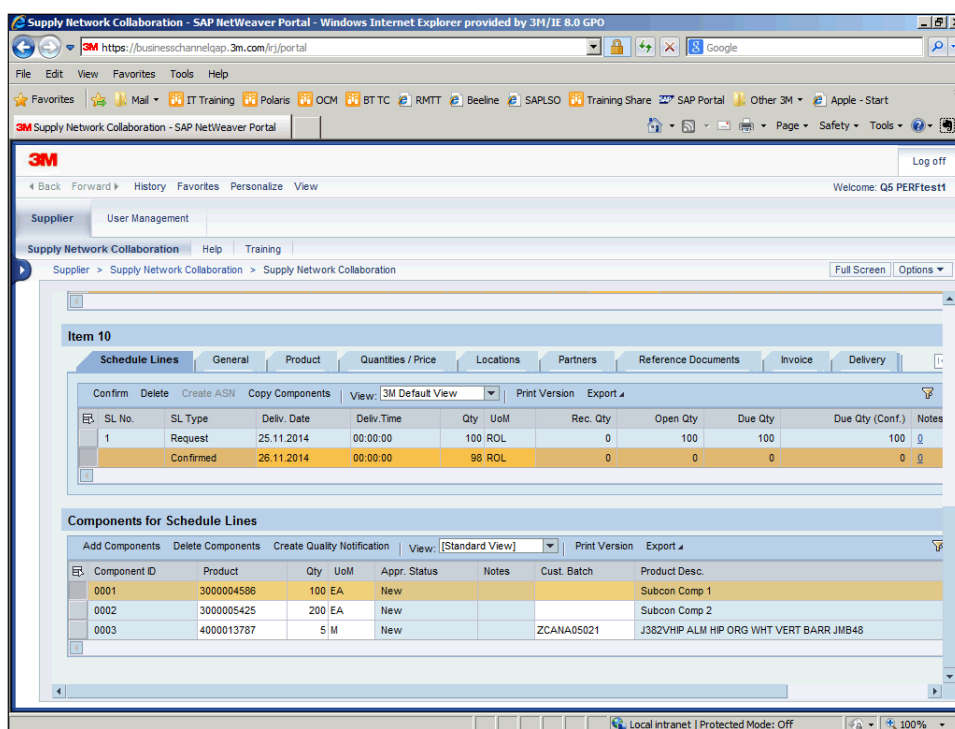 Supply Network Collaboration - SAP NetWeaver Portal - Windows Internet Explorer provided by 3M/IE 8.0 GPO
3M https://businesschannelqap.3m.com/irj/portal Google
File Edit View Favorites Tools Help
Favorites Mail IT Training Polaris OCM BT TC RMTT Beeline SAPLSO Training Share SAP Portal Other 3M Apple - Start
3M Supply Network Collaboration - SAP NetWeaver Portal Page Safety Tools
3M Log off
Back Forward History Favorites Personalize View Welcome: Q5 PERFtest1
Supplier User Management
Supply Network Collaboration Help Training
Supplier > Supply Network Collaboration > Supply Network Collaboration Full Screen Options
Item 10
Schedule Lines General Product Quantities / Price Locations Partners Reference Documents Invoice Delivery
Confirm Delete Create ASN Copy Components View: 3M Default View Print Version Export
SL No. SL Type Deliv. Date Deliv.Time Qty UoM Rec. Qty Open Qty Due Qty Due Qty (Conf.) Notes
1 Request 25.11.2014 00:00:00 100 ROL 0 100 100 100 0
Confirmed 26.11.2014 00:00:00 98 ROL 0 0 0 0 0
Components for Schedule Lines
Add Components Delete Components Create Quality Notification View: [Standard View] Print Version Export
Component ID Product Qty UoM Appr. Status Notes Cust. Batch Product Desc.
0001 3000004586 100 EA New Subcon Comp 1
0002 3000005425 200 EA New Subcon Comp 2
0003 4000013787 5 M New ZCANA05021 J382VHIP ALM HIP ORG WHT VERT BARR JMB48
Local intranet | Protected Mode: Off 100%